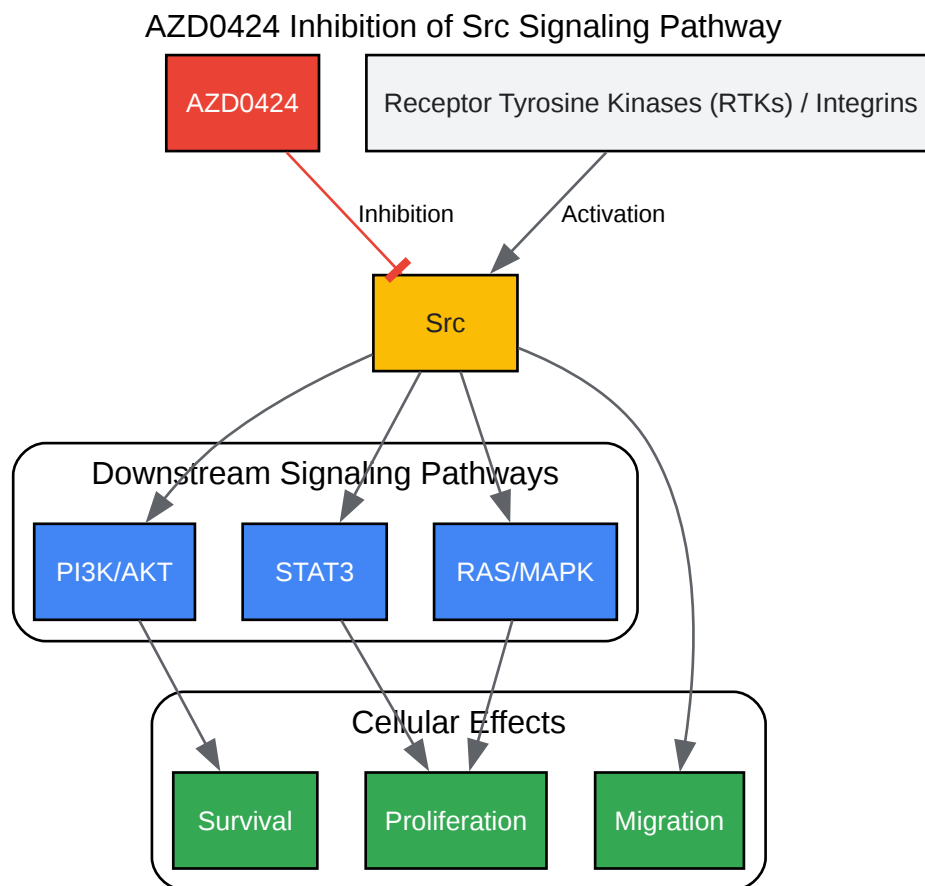 AZD0424 Inhibition of Src Signaling Pathway
AZD0424
Receptor Tyrosine Kinases (RTKs) / Integrins
Inhibition
Activation
Src
Downstream Signaling Pathways
PI3K/AKT
STAT3
RAS/MAPK
Cellular Effects
Survival
Proliferation
Migration